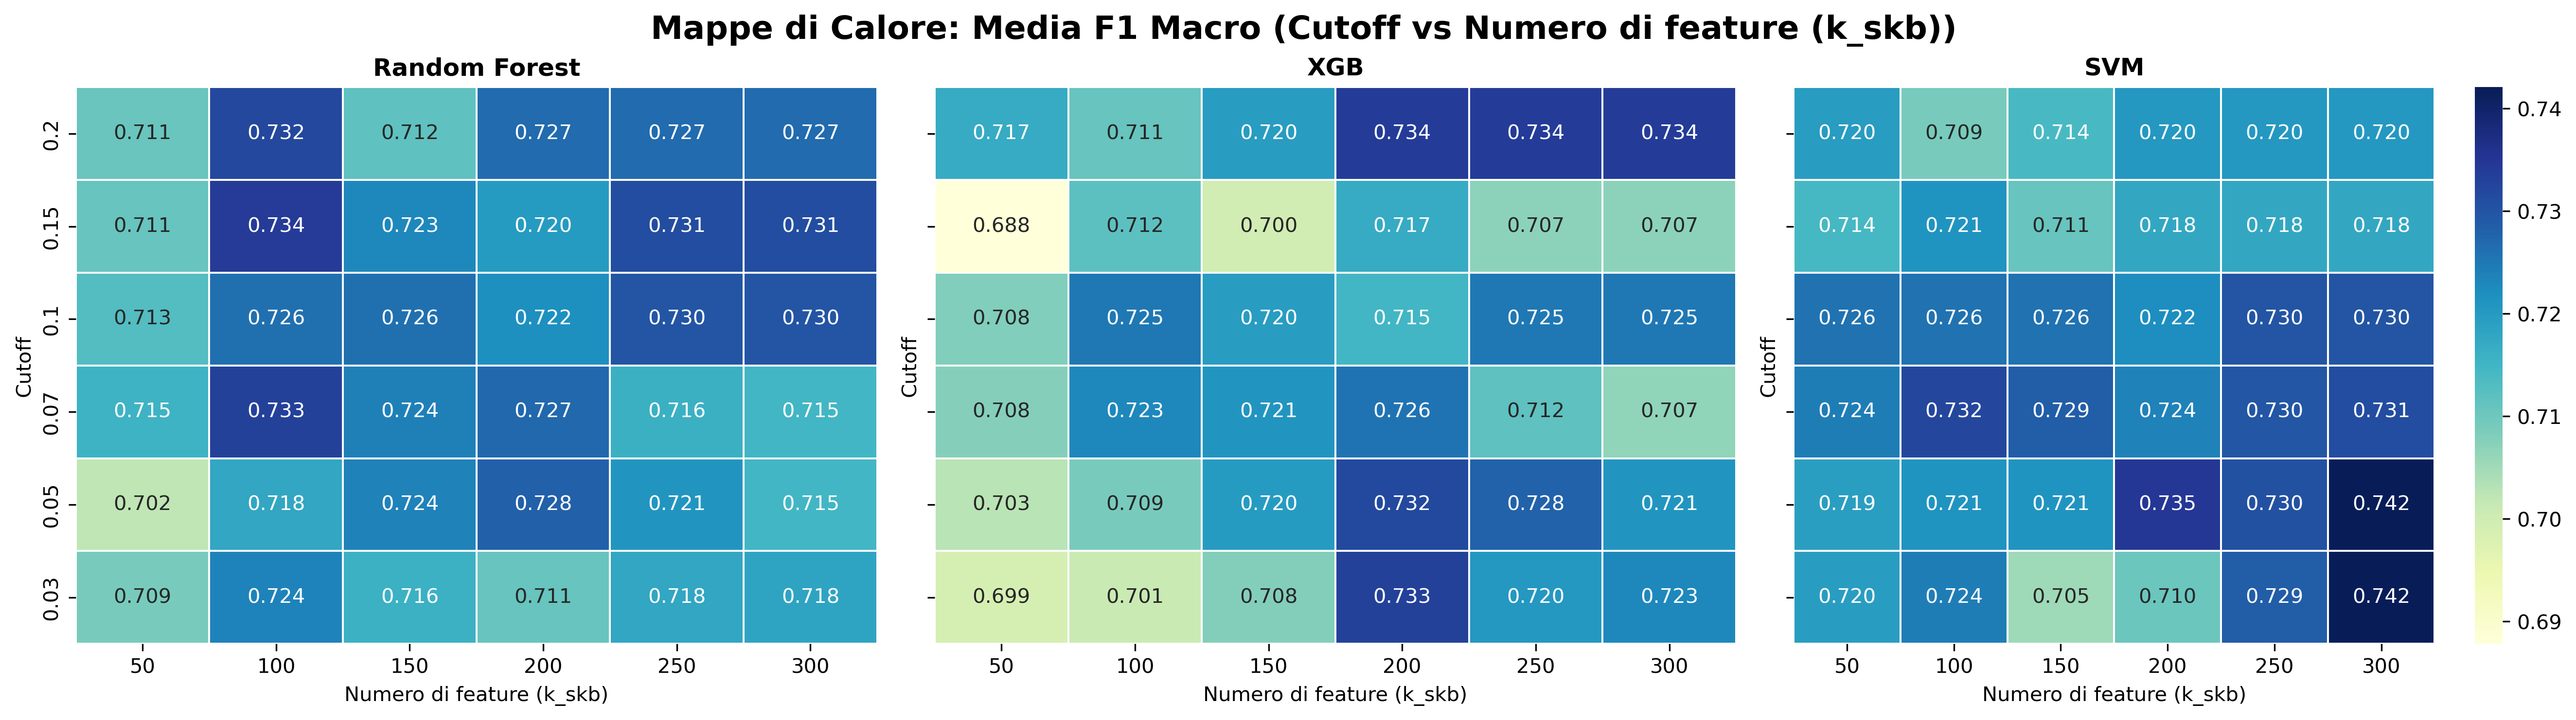 Mappe di Calore: Media F1 Macro (Cutoff vs Numero di feature (k_skb))
Random Forest
Cutoff
0.2 0.711 0.732 0.712 0.727 0.727 0.727
0.15 0.711 0.734 0.723 0.720 0.731 0.731
0.1 0.713 0.726 0.726 0.722 0.730 0.730
0.07 0.715 0.733 0.724 0.727 0.716 0.715
0.05 0.702 0.718 0.724 0.728 0.721 0.715
0.03 0.709 0.724 0.716 0.711 0.718 0.718
50 100 150 200 250 300
Numero di feature (k_skb)
XGB
Cutoff
0.717 0.711 0.720 0.734 0.734 0.734
0.688 0.712 0.700 0.717 0.707 0.707
0.708 0.725 0.720 0.715 0.725 0.725
0.708 0.723 0.721 0.726 0.712 0.707
0.703 0.709 0.720 0.732 0.728 0.721
0.699 0.701 0.708 0.733 0.720 0.723
50 100 150 200 250 300
Numero di feature (k_skb)
SVM
Cutoff
0.720 0.709 0.714 0.720 0.720 0.720
0.714 0.721 0.711 0.718 0.718 0.718
0.726 0.726 0.726 0.722 0.730 0.730
0.724 0.732 0.729 0.724 0.730 0.731
0.719 0.721 0.721 0.735 0.730 0.742
0.720 0.724 0.705 0.710 0.729 0.742
50 100 150 200 250 300
Numero di feature (k_skb)
0.74
0.73
0.72
0.71
0.70
0.69